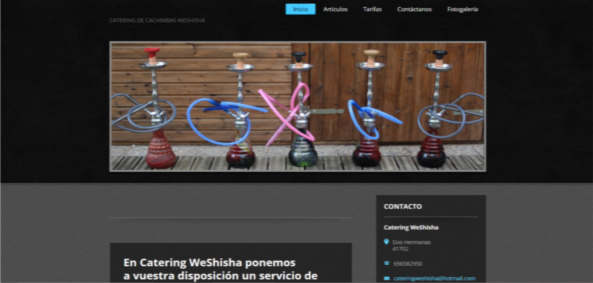 Inicio Artículos Tarifas Contáctanos Fotogalería
CATERING DE CACHIMBAS WESHISHA
CONTACTO
Catering WeShisha
Dos Hermanas
41702
656582950
cateringweshisha@hotmail.com
En Catering WeShisha ponemos
a vuestra disposición un servicio de